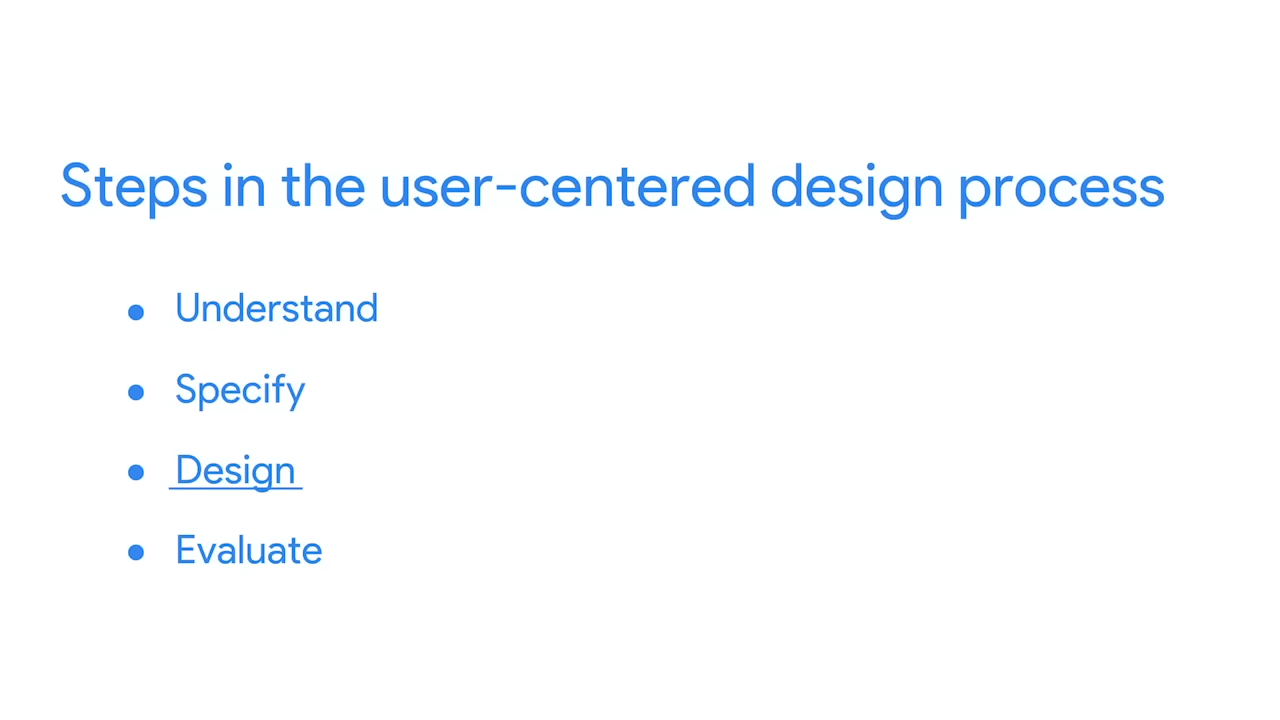 Steps in the user-centered design process
● Understand
● Specify
● Design
● Evaluate